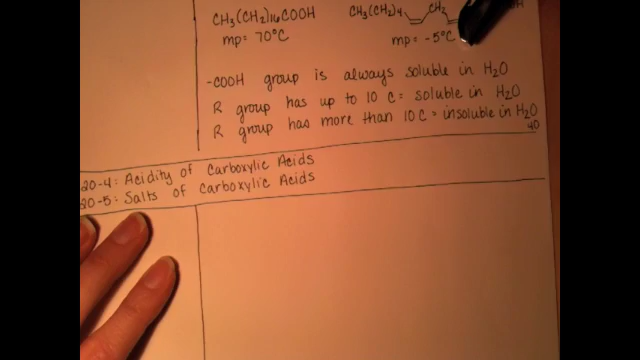 CH₃(CH₂)₁₆COOH CH₃(CH₂)₄ CH₂
mp = 70°C mp = -5°C
-COOH group is always soluble in H₂O
R group has up to 10 C = soluble in H₂O
R group has more than 10 C = insoluble in H₂O
40
20-4: Acidity of Carboxylic Acids
20-5: Salts of Carboxylic Acids